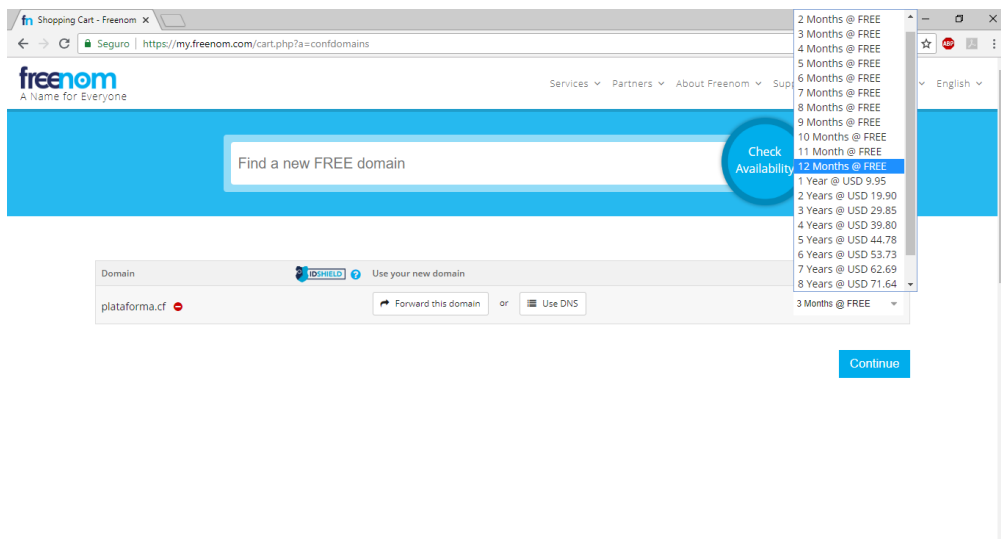 fn Shopping Cart - Freenom
Seguro | https://my.freenom.com/cart.php?a=confdomains
ABP
freenom
A Name for Everyone
Services Partners About Freenom Supp English
Find a new FREE domain
Check
Availability
2 Months @ FREE
3 Months @ FREE
4 Months @ FREE
5 Months @ FREE
6 Months @ FREE
7 Months @ FREE
8 Months @ FREE
9 Months @ FREE
10 Months @ FREE
11 Month @ FREE
12 Months @ FREE
1 Year @ USD 9.95
2 Years @ USD 19.90
3 Years @ USD 29.85
4 Years @ USD 39.80
5 Years @ USD 44.78
6 Years @ USD 53.73
7 Years @ USD 62.69
8 Years @ USD 71.64
Domain IDSHIELD ? Use your new domain
plataforma.cf Forward this domain or Use DNS 3 Months @ FREE
Continue